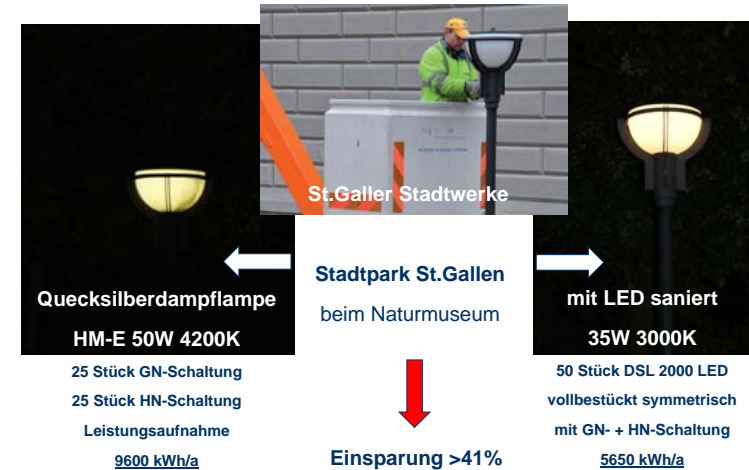 St.Galler Stadtwerke
Stadtpark St.Gallen
beim Naturmuseum
Quecksilberdampflampe
HM-E 50W 4200K
25 Stück GN-Schaltung
25 Stück HN-Schaltung
Leistungsaufnahme
9600 kWh/a
mit LED saniert
35W 3000K
50 Stück DSL 2000 LED
vollbestückt symmetrisch
mit GN- + HN-Schaltung
5650 kWh/a
Einsparung >41%